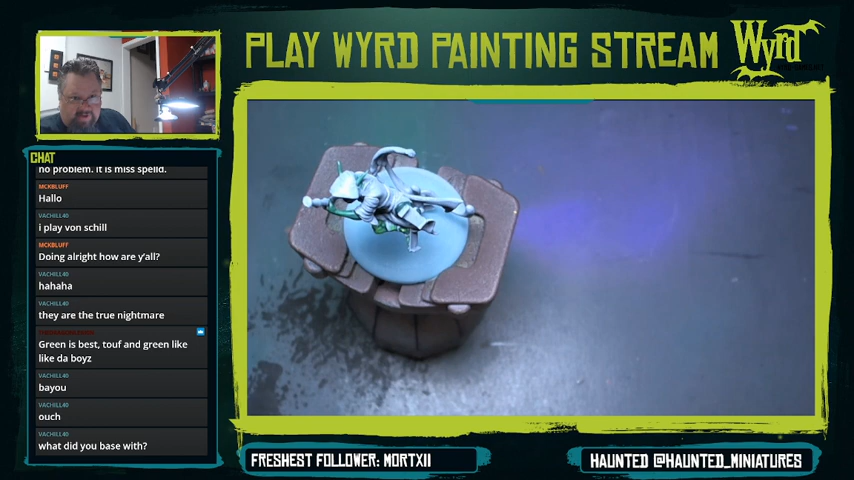 PLAY WYRD PAINTING STREAM
Wyrd
CHAT
no problem. it is miss spelld.
MCKBLUFF
Hallo
VACHILL40
i play von schill
MCKBLUFF
Doing alright how are y'all?
VACHILL40
hahaha
VACHILL40
they are the true nightmare
Green is best, touf and green like
like da boyz
VACHILL40
bayou
VACHILL40
ouch
VACHILL40
what did you base with?
FRESHEST FOLLOWER: MORTXII
HAUNTED @HAUNTED_MINIATURES